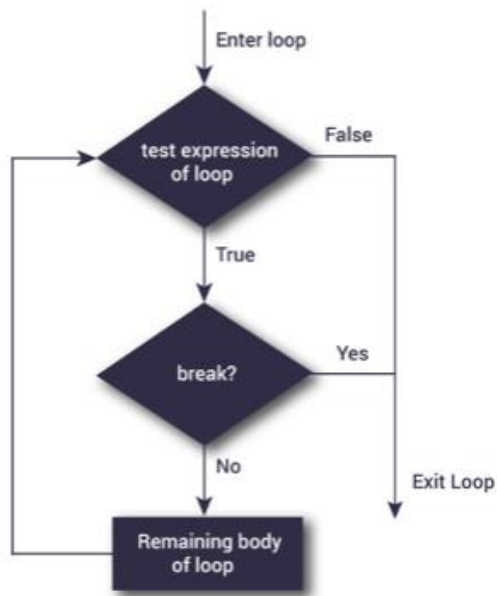 Enter loop
test expression
of loop
False
True
break?
Yes
No
Exit Loop
Remaining body
of loop